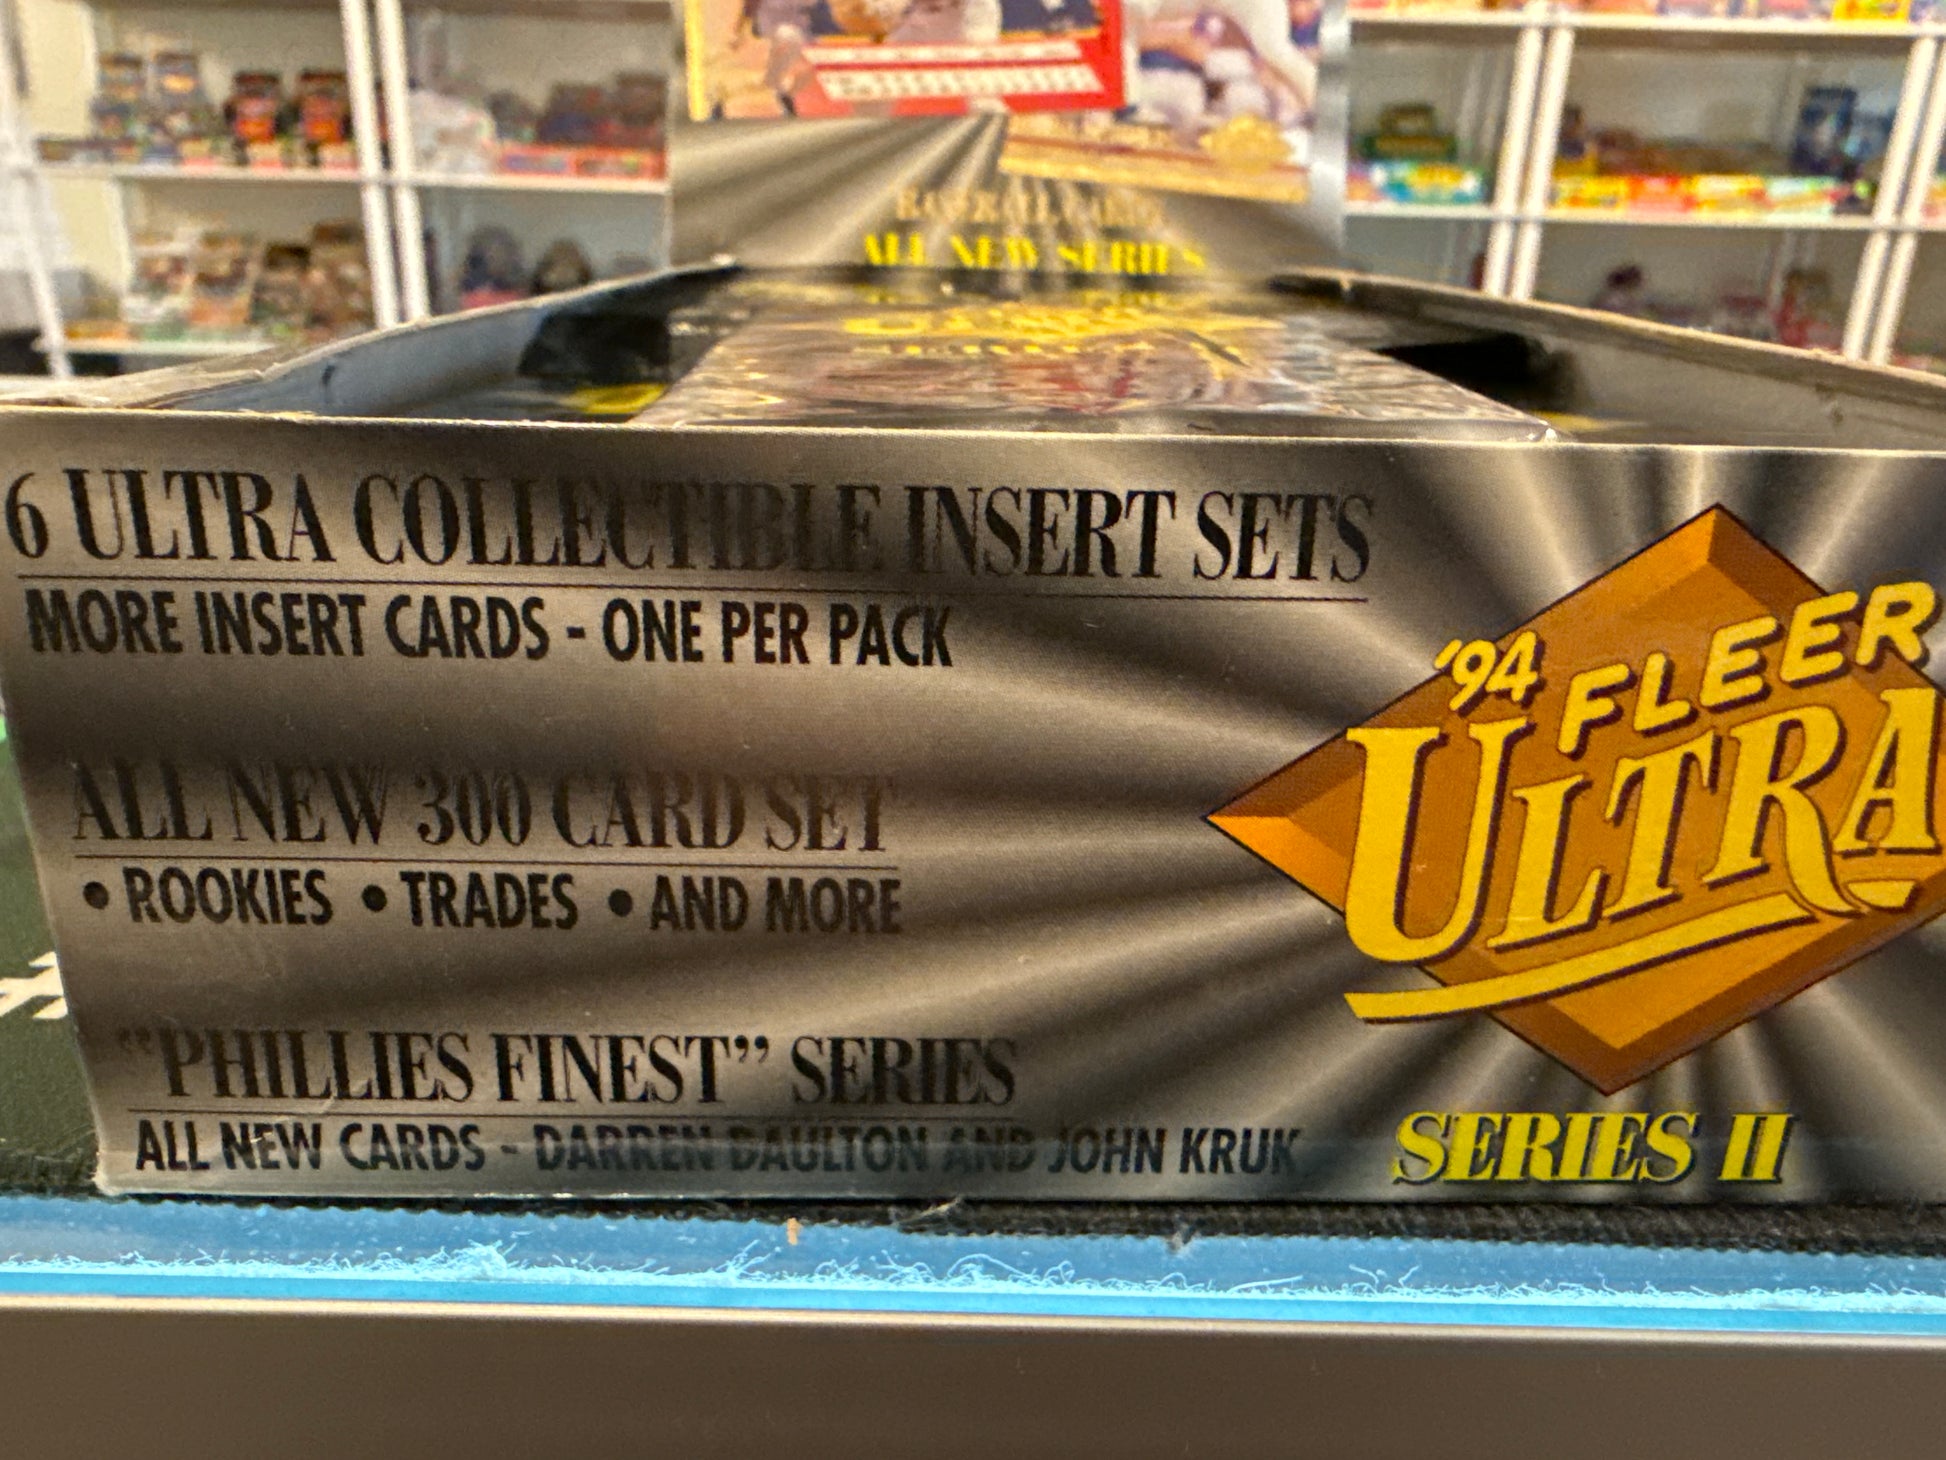 BASEBALL CARDS
ALL NEW SERIES
6 ULTRA COLLECTIBLE INSERT SETS
MORE INSERT CARDS - ONE PER PACK
ALL NEW 300 CARD SET
• ROOKIES • TRADES • AND MORE
"PHILLIES FINEST" SERIES
ALL NEW CARDS - DARREN DAULTON AND JOHN KRUK
'94 FLEER
ULTRA
SERIES II